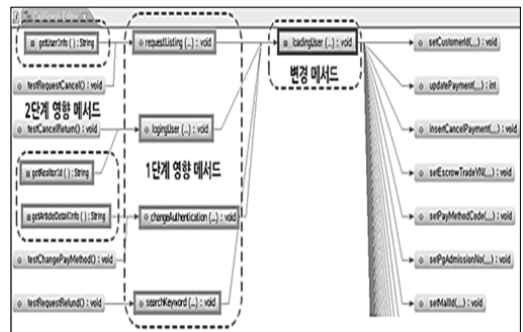 getUserInfo () : String
testRequestCancel() : void
2단계 영향 메서드
testCancelReturn() : void
getRealtorId () : String
getArticleDetailInfo () : String
testChangePayMethod() : void
testRequestRefund() : void
requestListing (...) : void
logingUser (...) : void
1단계 영향 메서드
changeAuthentication (...) : void
searchKeyword (...) : void
loadingUser (...) : void
변경 메서드
setCustomerId(,,,,) : void
updatePayment(,,,,) : int
insertCancelPayment(,,,,) : void
setEscrowTradeYN(,,,,) : void
setPayMethodCode(,,,,) : void
setPgAdmissionNo(,,,,) : void
setMallId(,,,,) : void